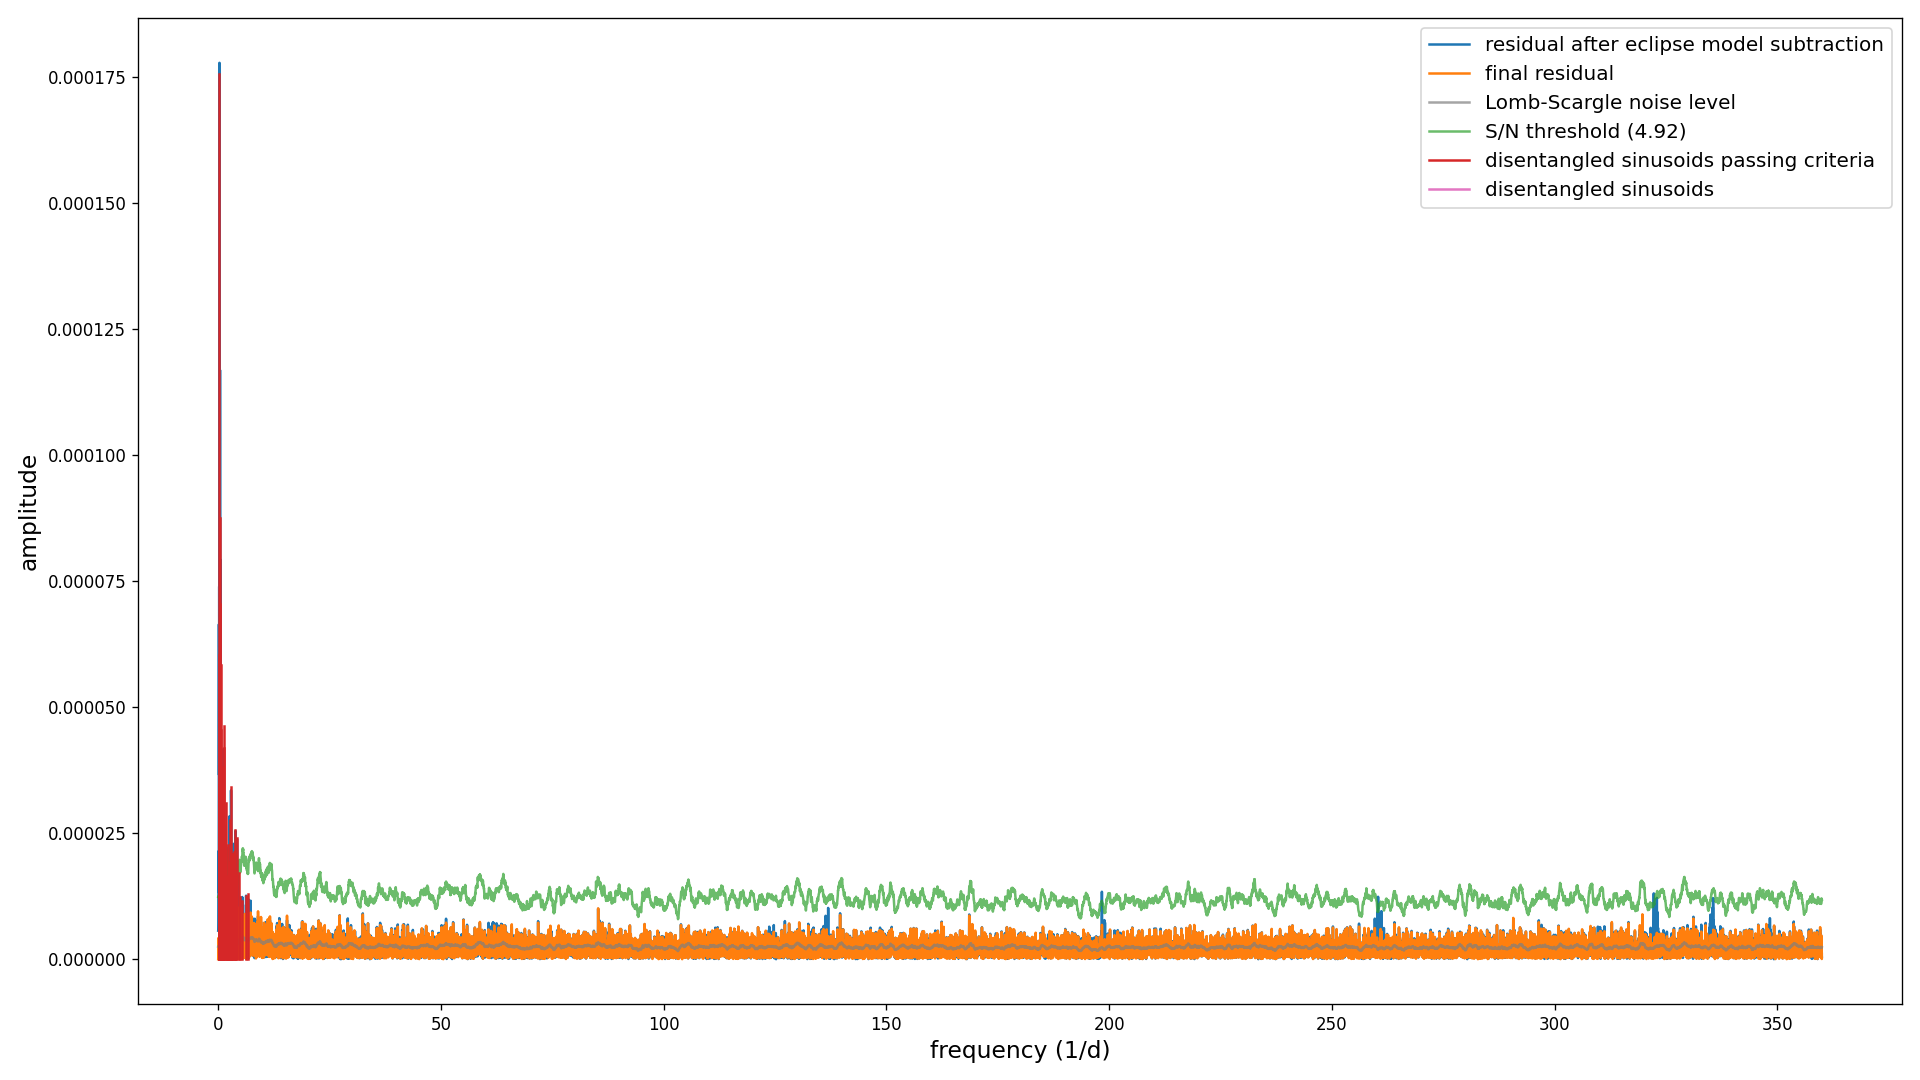 residual after eclipse model subtraction
final residual
Lomb-Scargle noise level
S/N threshold (4.92)
disentangled sinusoids passing criteria
disentangled sinusoids
0.000175
0.000150
0.000125
0.000100
0.000075
0.000050
0.000025
0.000000
amplitude
0 50 100 150 200 250 300 350
frequency (1/d)